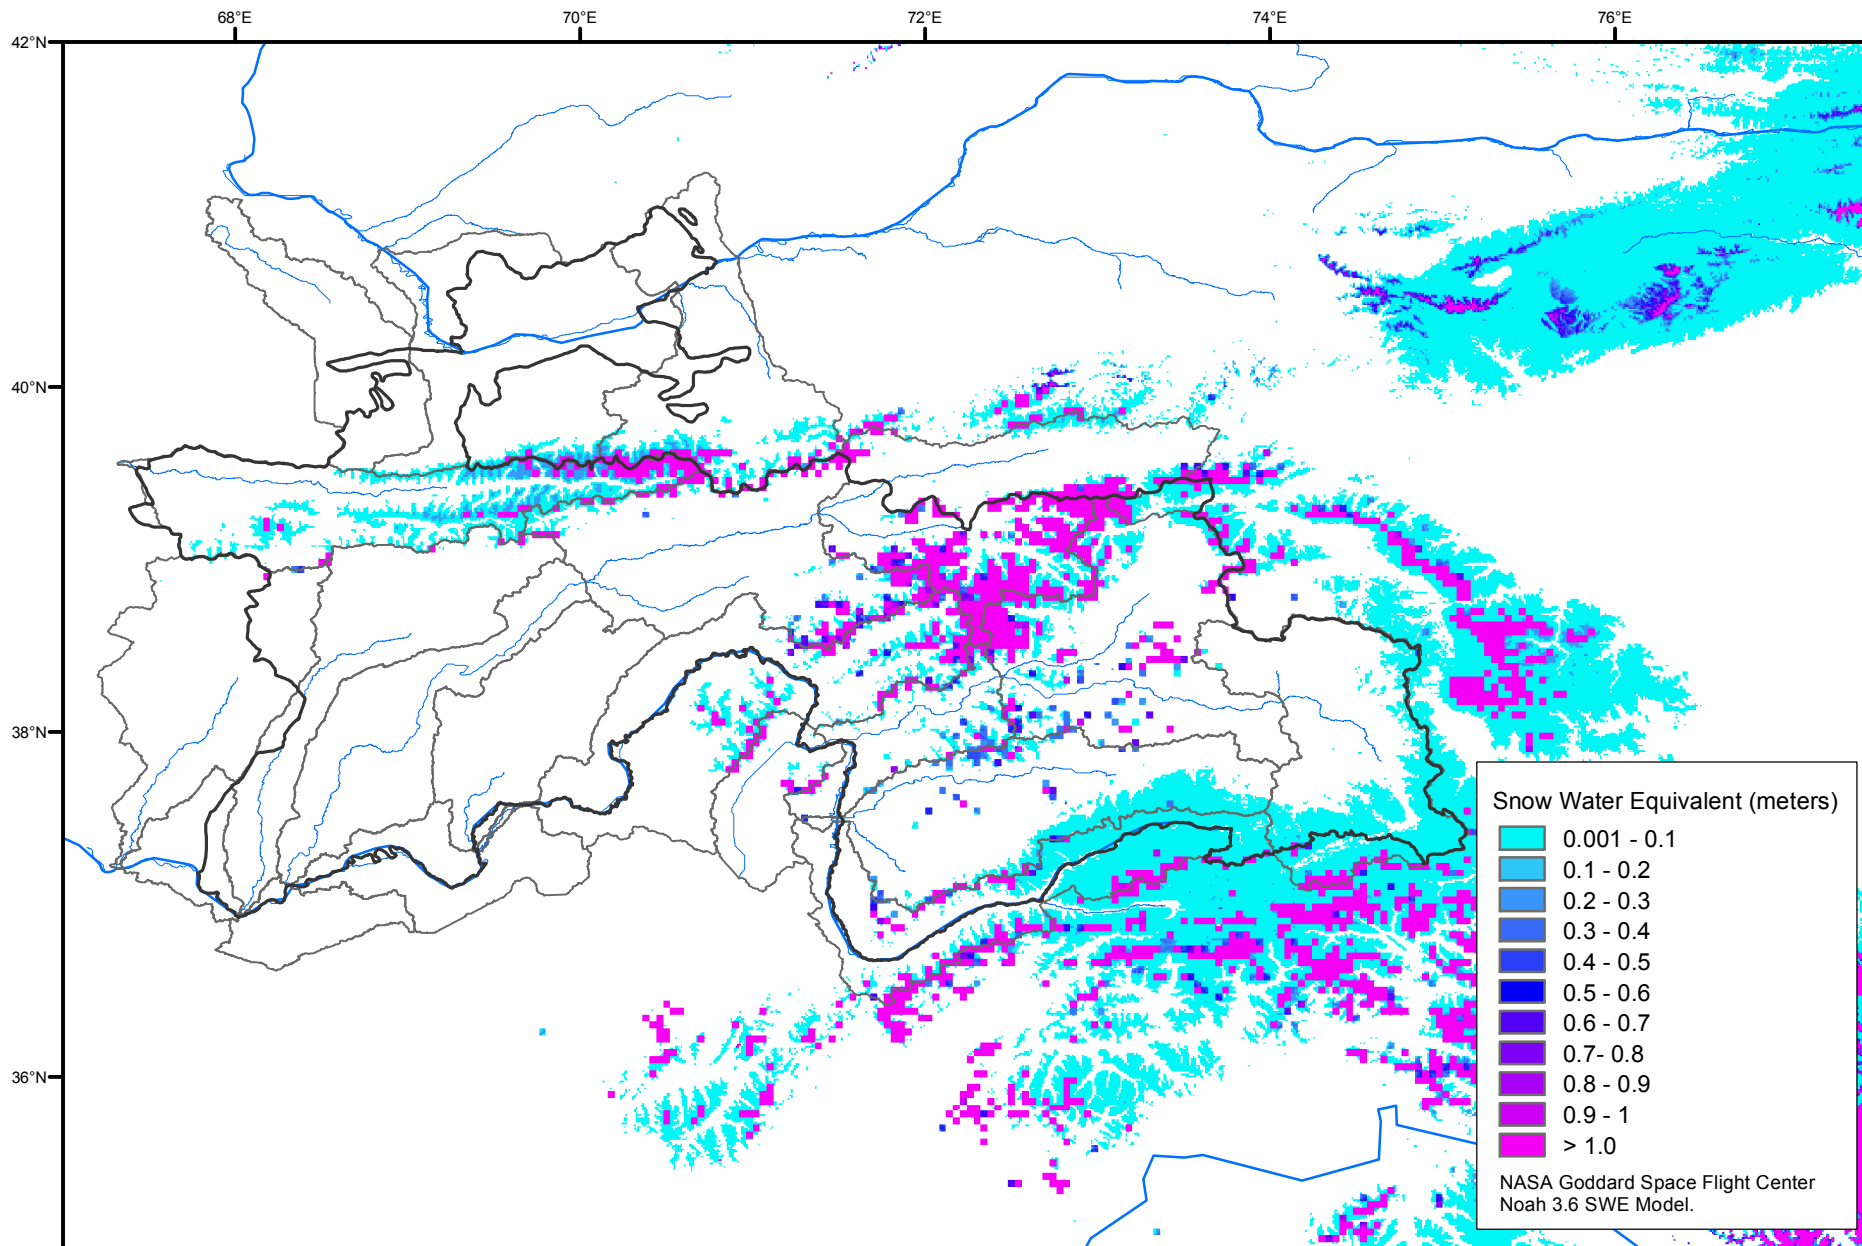 68°E
70°E
72°E
74°E
76°E
42°N
40°N
38°N
36°N
Snow Water Equivalent (meters)
0.001 - 0.1
0.1 - 0.2
0.2 - 0.3
0.3 - 0.4
0.4 - 0.5
0.5 - 0.6
0.6 - 0.7
0.7- 0.8
0.8 - 0.9
0.9 - 1
> 1.0
NASA Goddard Space Flight Center
Noah 3.6 SWE Model.